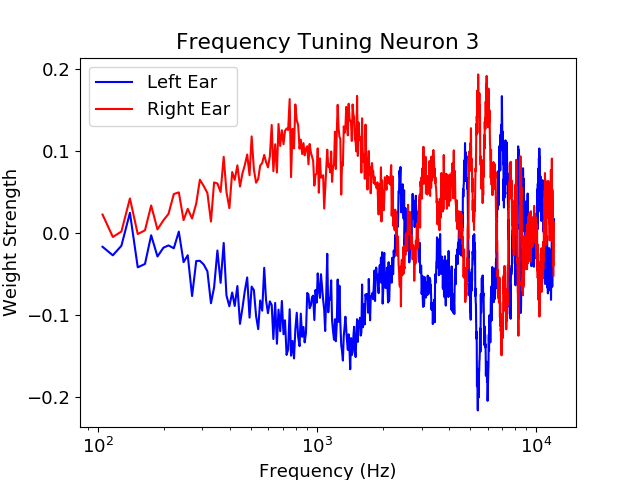 Frequency Tuning Neuron 3
Left Ear
Right Ear
0.2
0.1
0.0
−0.1
−0.2
Weight Strength
10²
10³
10⁴
Frequency (Hz)